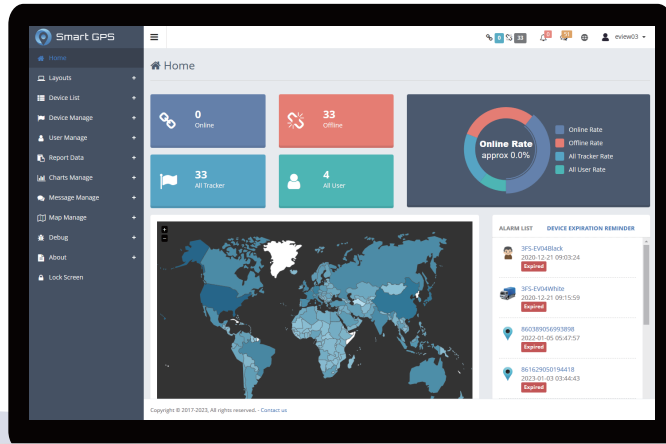 Smart GPS
0 33 0 51 eview03
Home
Home
Layouts +
Device List +
Device Manage +
User Manage +
Report Data +
Charts Manage +
Message Manage +
Map Manage +
Debug +
About +
Lock Screen
0
Online
33
Offline
33
All Tracker
4
All User
Online Rate
approx 0.0%
Online Rate
Offline Rate
All Tracker Rate
All User Rate
+
-
ALARM LIST DEVICE EXPIRATION REMINDER
3FS-EV04Black
2020-12-21 09:03:24
Expired
3FS-EV04White
2020-12-21 09:15:59
Expired
860389056993898
2022-01-05 05:47:57
Expired
861629050194418
2023-01-03 03:44:43
Expired
Copyright © 2017-2023, All rights reserved. - Contact us